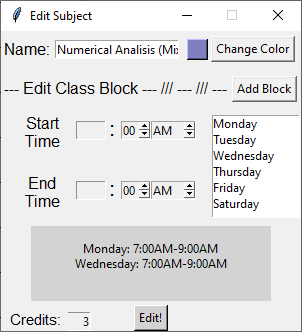 Edit Subject
Name: Numerical Analisis (Mix Change Color
--- Edit Class Block --- /// --- /// --- Add Block
Start Time : 00 AM
End Time : 00 AM
Monday
Tuesday
Wednesday
Thursday
Friday
Saturday
Monday: 7:00AM-9:00AM
Wednesday: 7:00AM-9:00AM
Credits: 3 Edit!